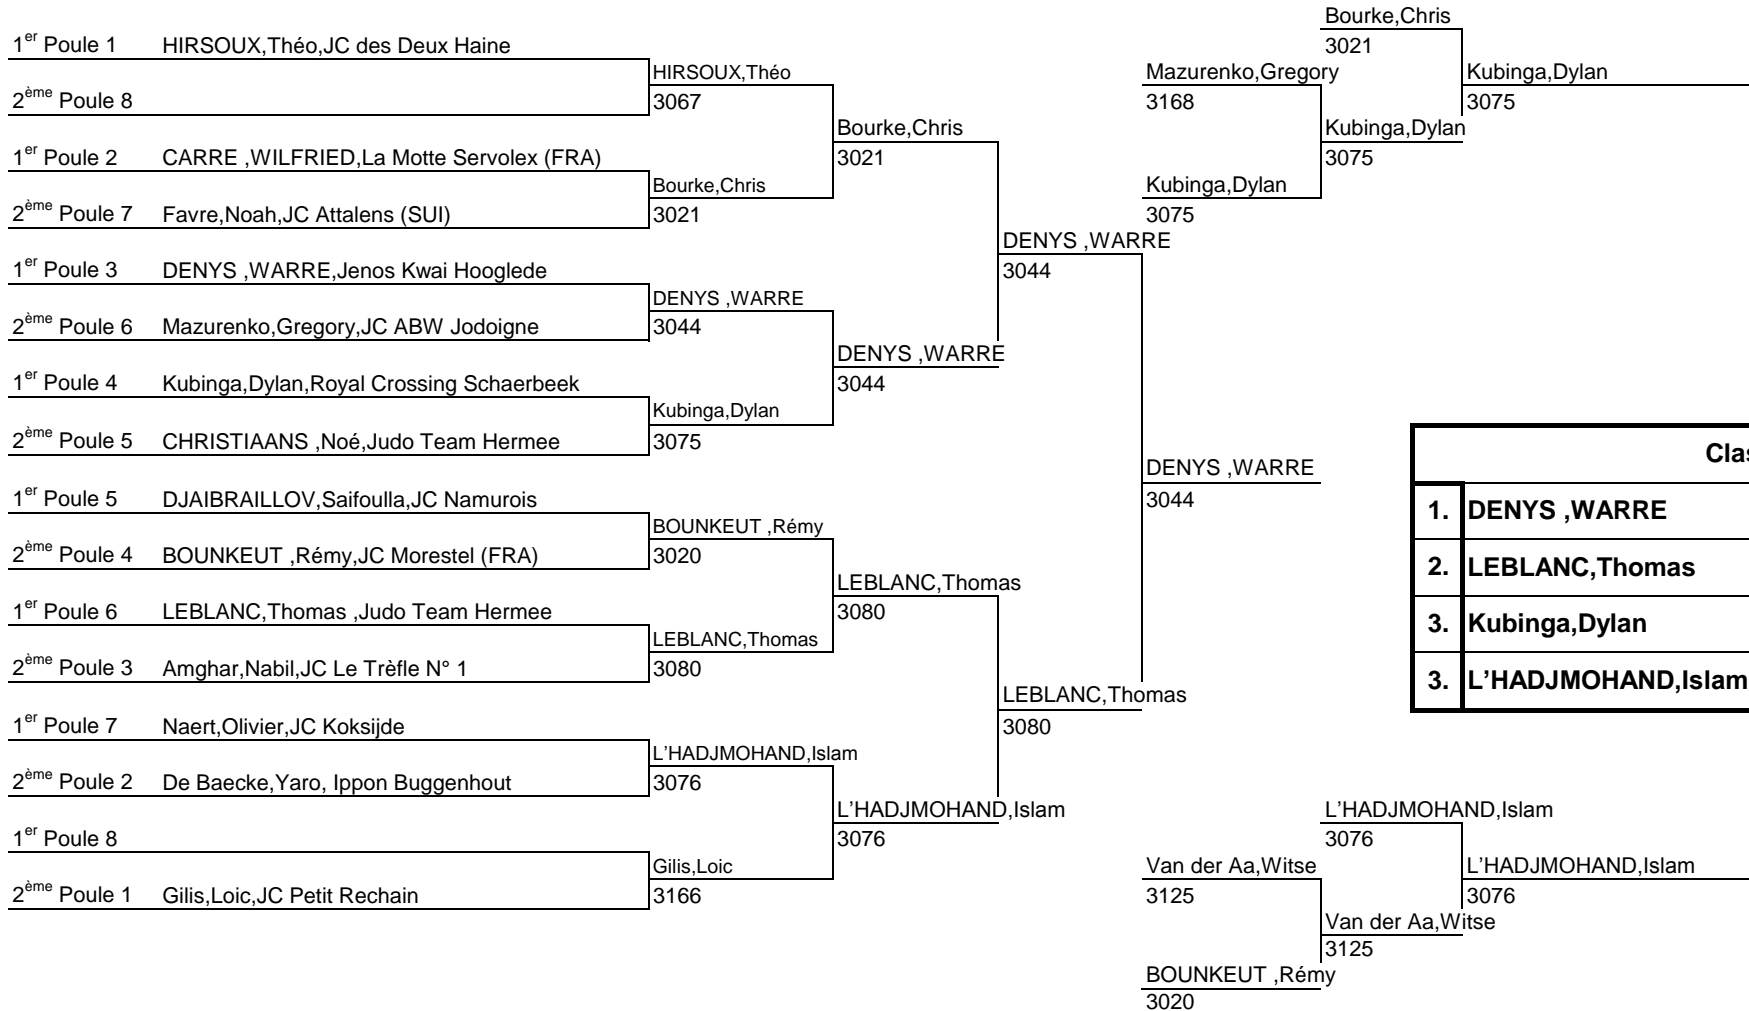 1er Poule 1 HIRSOUX,Théo,JC des Deux Haine
2ème Poule 8
1er Poule 2 CARRE ,WILFRIED,La Motte Servolex (FRA)
2ème Poule 7 Favre,Noah,JC Attalens (SUI)
1er Poule 3 DENYS ,WARRE,Jenos Kwai Hooglede
2ème Poule 6 Mazurenko,Gregory,JC ABW Jodoigne
1er Poule 4 Kubinga,Dylan,Royal Crossing Schaerbeek
2ème Poule 5 CHRISTIAANS ,Noé,Judo Team Hermee
1er Poule 5 DJAIBRAILLOV,Saifoulla,JC Namurois
2ème Poule 4 BOUNKEUT ,Rémy,JC Morestel (FRA)
1er Poule 6 LEBLANC,Thomas ,Judo Team Hermee
2ème Poule 3 Amghar,Nabil,JC Le Trèfle N° 1
1er Poule 7 Naert,Olivier,JC Koksijde
2ème Poule 2 De Baecke,Yaro, Ippon Buggenhout
1er Poule 8
2ème Poule 1 Gilis,Loic,JC Petit Rechain
HIRSOUX,Théo
3067
Bourke,Chris
3021
DENYS ,WARRE
3044
Kubinga,Dylan
3075
BOUNKEUT ,Rémy
3020
LEBLANC,Thomas
3080
L'HADJMOHAND,Islam
3076
Gilis,Loic
3166
Bourke,Chris
3021
DENYS ,WARRE
3044
LEBLANC,Thomas
3080
L'HADJMOHAND,Islam
3076
DENYS ,WARRE
3044
LEBLANC,Thomas
3080
DENYS ,WARRE
3044
Mazurenko,Gregory
3168
Kubinga,Dylan
3075
Bourke,Chris
3021
Kubinga,Dylan
3075
Kubinga,Dylan
3075
Clas
1. DENYS ,WARRE
2. LEBLANC,Thomas
3. Kubinga,Dylan
3. L'HADJMOHAND,Islam
Van der Aa,Witse
3125
BOUNKEUT ,Rémy
3020
L'HADJMOHAND,Islam
3076
Van der Aa,Witse
3125
L'HADJMOHAND,Islam
3076